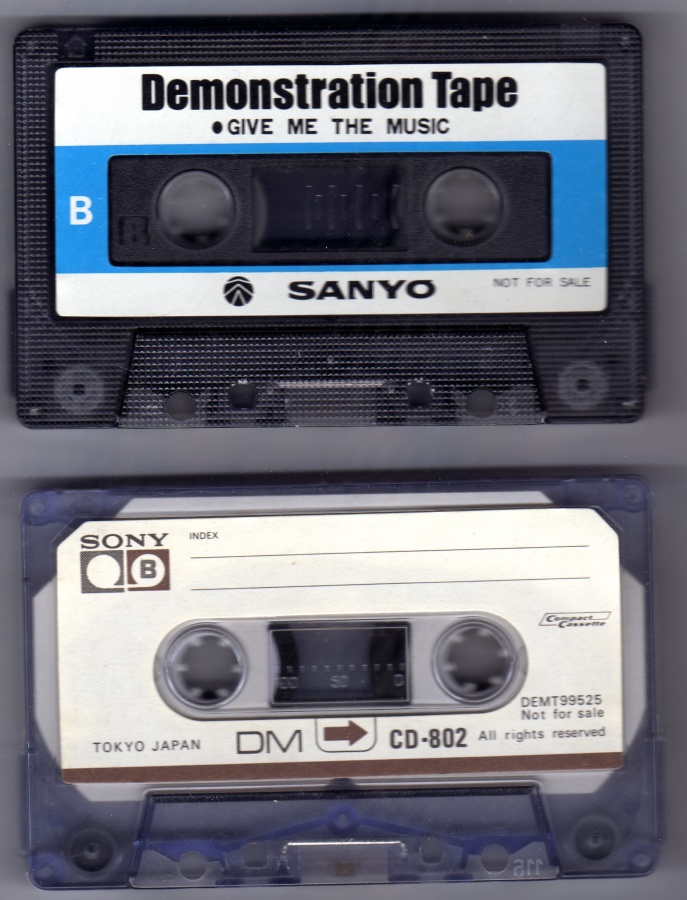 Demonstration Tape
•GIVE ME THE MUSIC
B
B
SANYO
NOT FOR SALE
SONY
INDEX
B
Compact
Cassette
100 50 0
DEMT99525
Not for sale
TOKYO JAPAN
DM
CD-802
All rights reserved
116